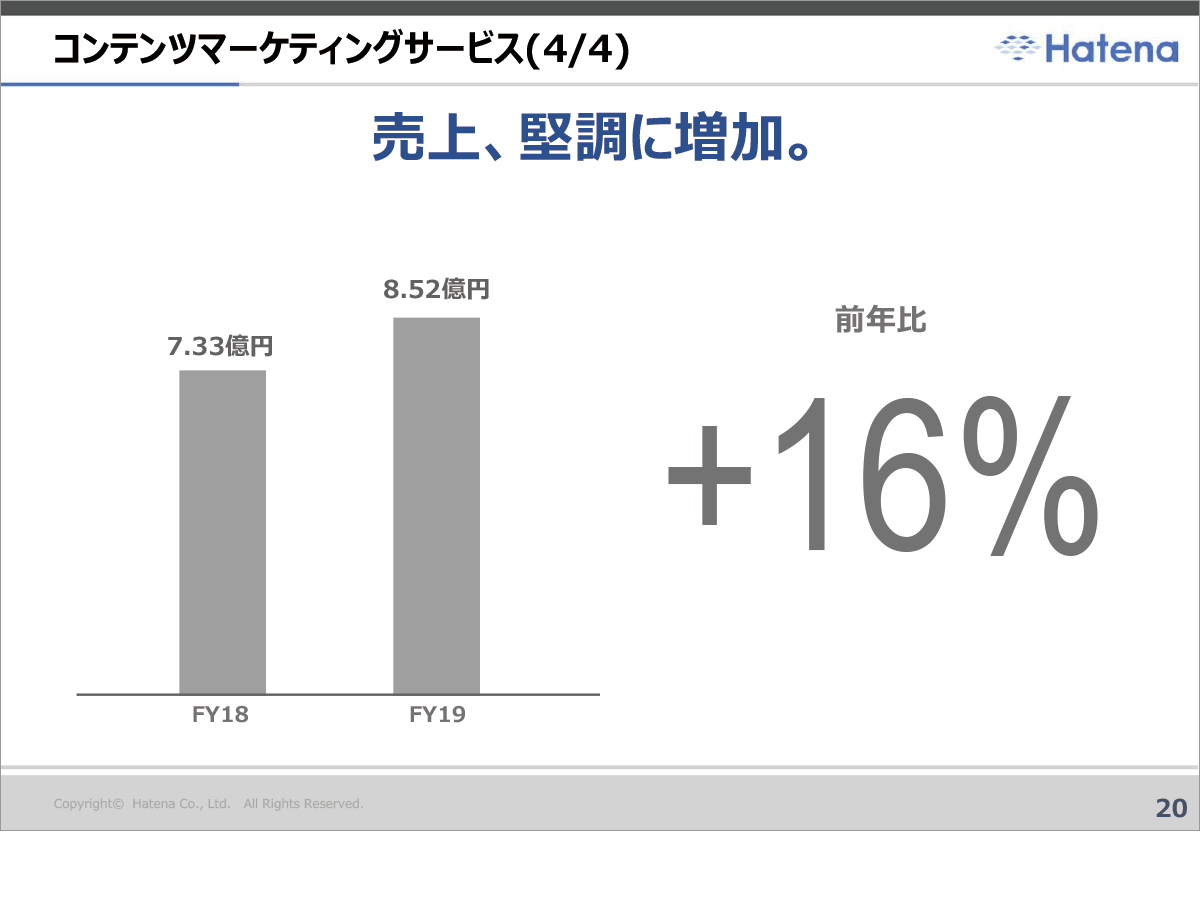 コンテンツマーケティングサービス(4/4)
Hatena
売上、堅調に増加。
8.52億円
7.33億円
前年比
+16%
FY18
FY19
Copyright© Hatena Co., Ltd. All Rights Reserved.
20